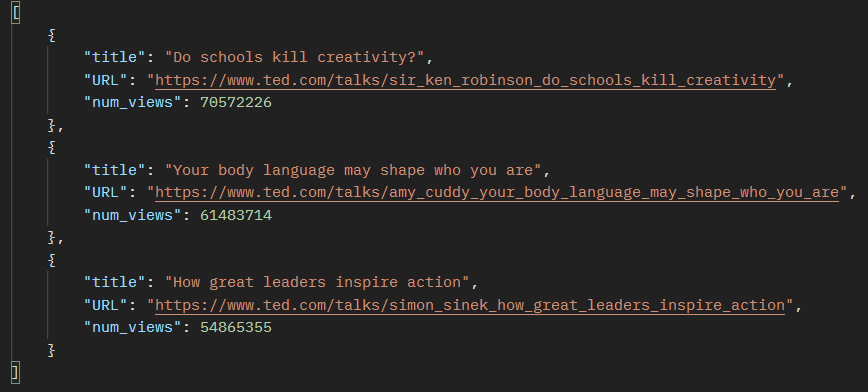 [
    {
        "title": "Do schools kill creativity?",
        "URL": "https://www.ted.com/talks/sir_ken_robinson_do_schools_kill_creativity",
        "num_views": 70572226
    },
    {
        "title": "Your body language may shape who you are",
        "URL": "https://www.ted.com/talks/amy_cuddy_your_body_language_may_shape_who_you_are",
        "num_views": 61483714
    },
    {
        "title": "How great leaders inspire action",
        "URL": "https://www.ted.com/talks/simon_sinek_how_great_leaders_inspire_action",
        "num_views": 54865355
    }
]